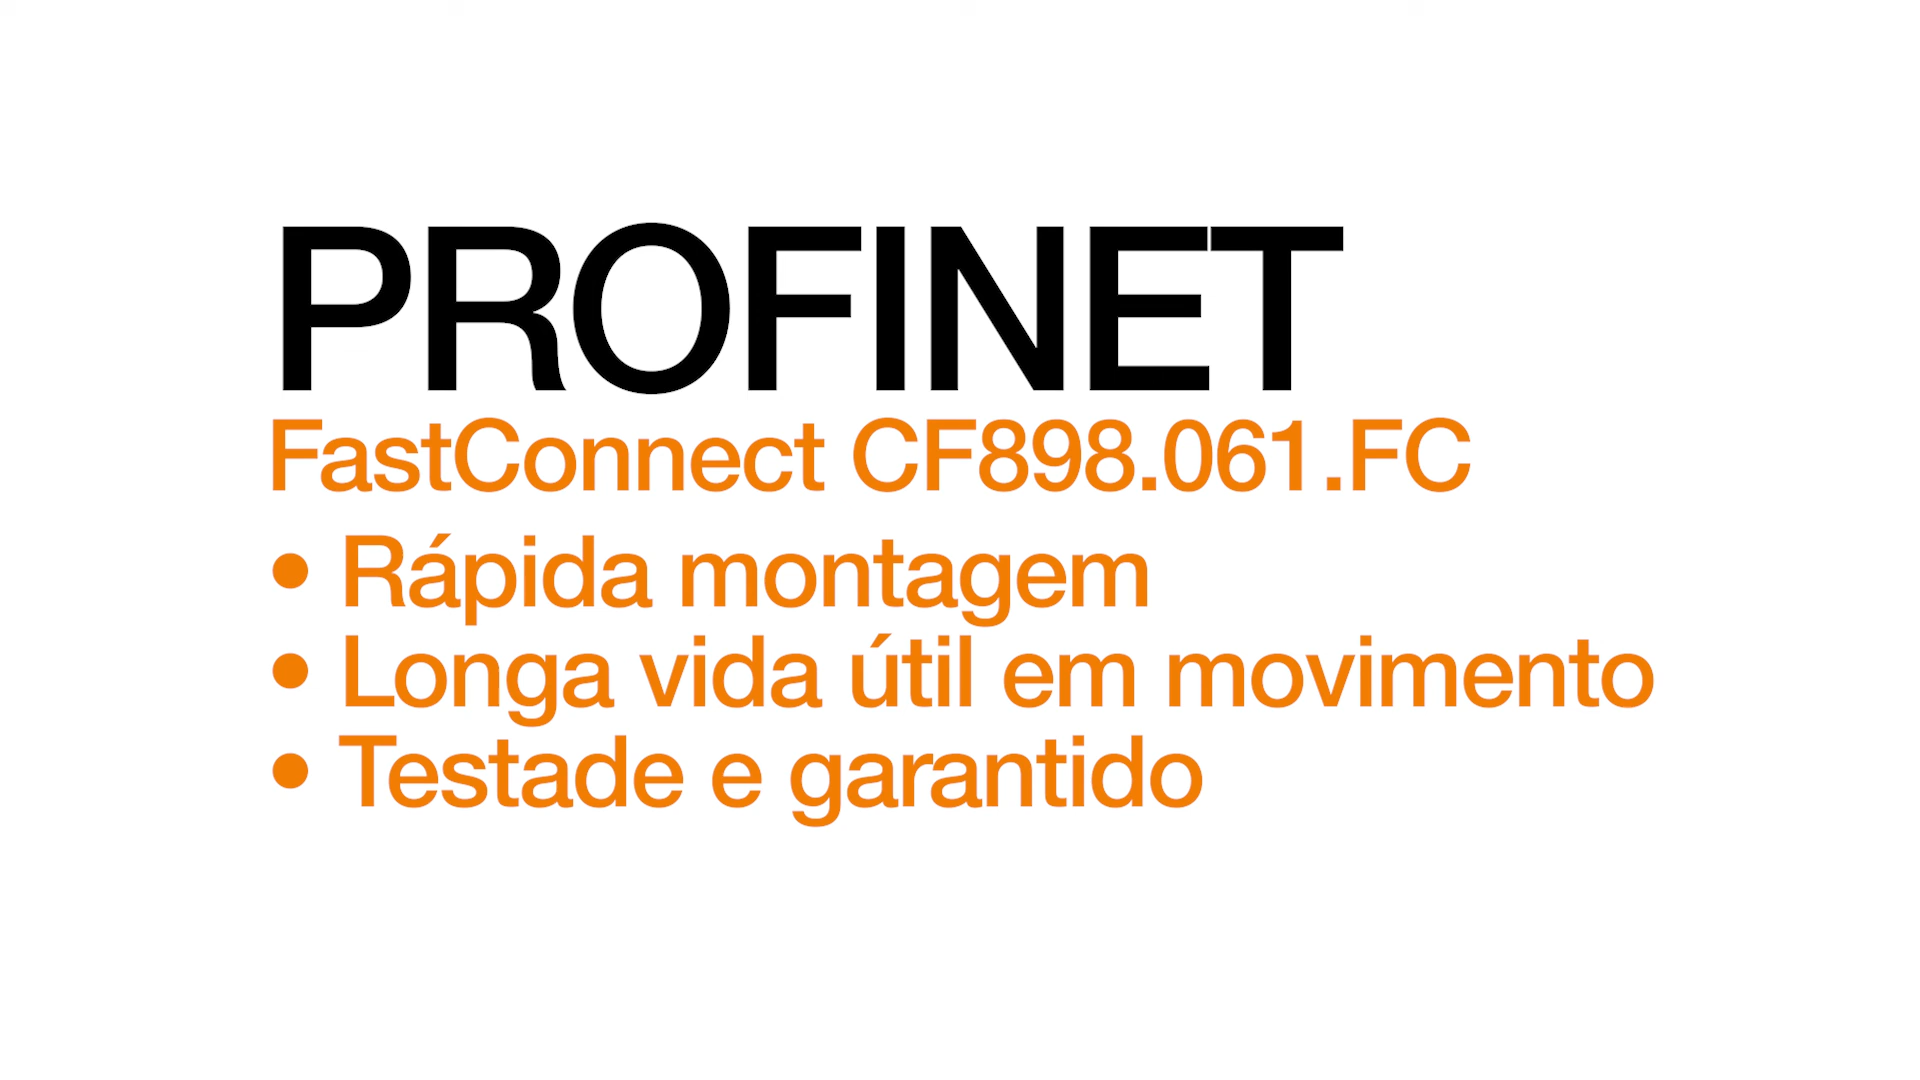 PROFINET
FastConnect CF898.061.FC
• Rápida montagem
• Longa vida útil em movimento
• Testade e garantido